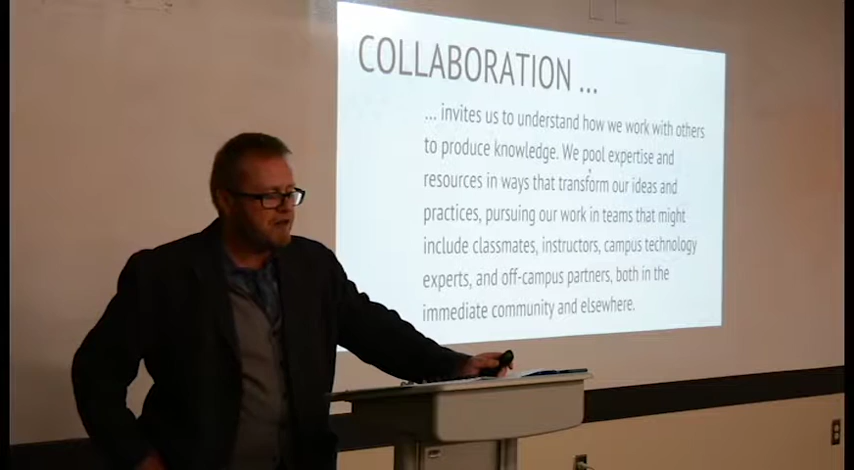 COLLABORATION ...
... invites us to understand how we work with others
to produce knowledge. We pool expertise and
resources in ways that transform our ideas and
practices, pursuing our work in teams that might
include classmates, instructors, campus technology
experts, and off-campus partners, both in the
immediate community and elsewhere.